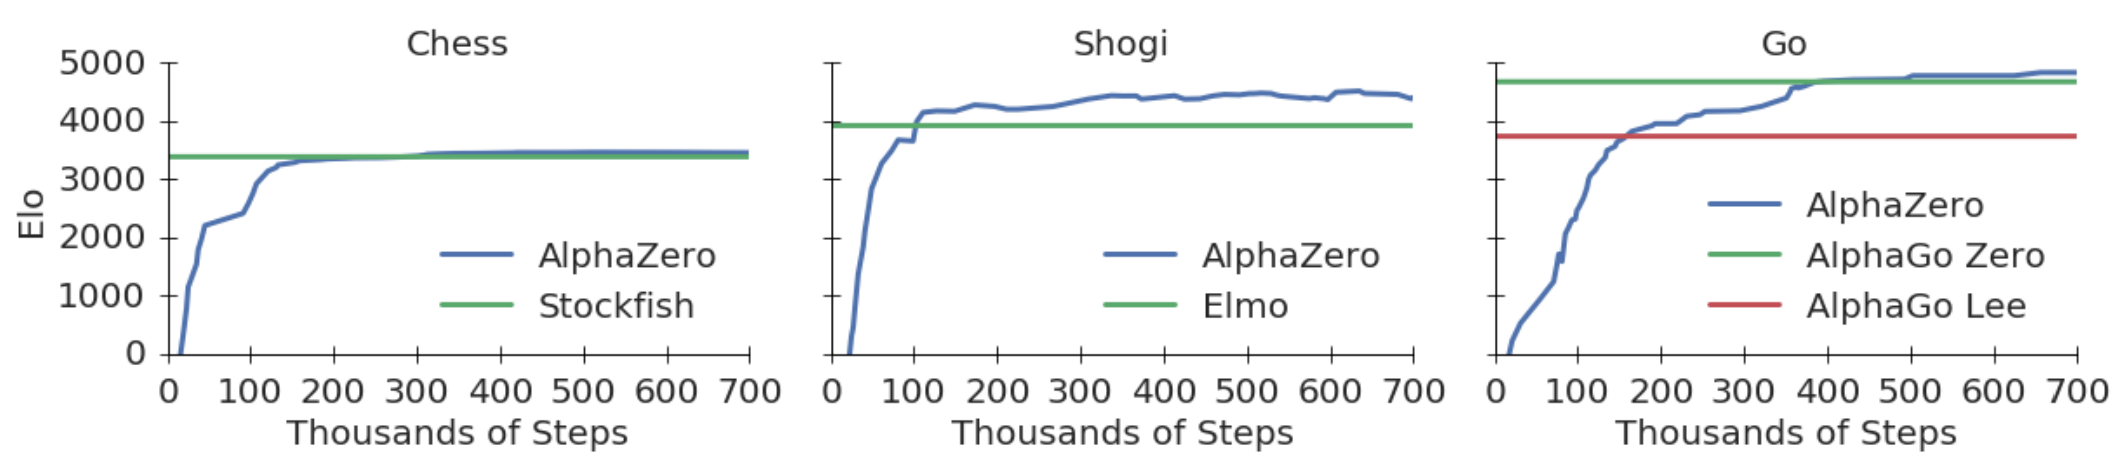 Chess
Shogi
Go
5000
4000
3000
2000
1000
0
Elo
AlphaZero
Stockfish
AlphaZero
Elmo
AlphaZero
AlphaGo Zero
AlphaGo Lee
0 100 200 300 400 500 600 700
0 100 200 300 400 500 600 700
0 100 200 300 400 500 600 700
Thousands of Steps
Thousands of Steps
Thousands of Steps